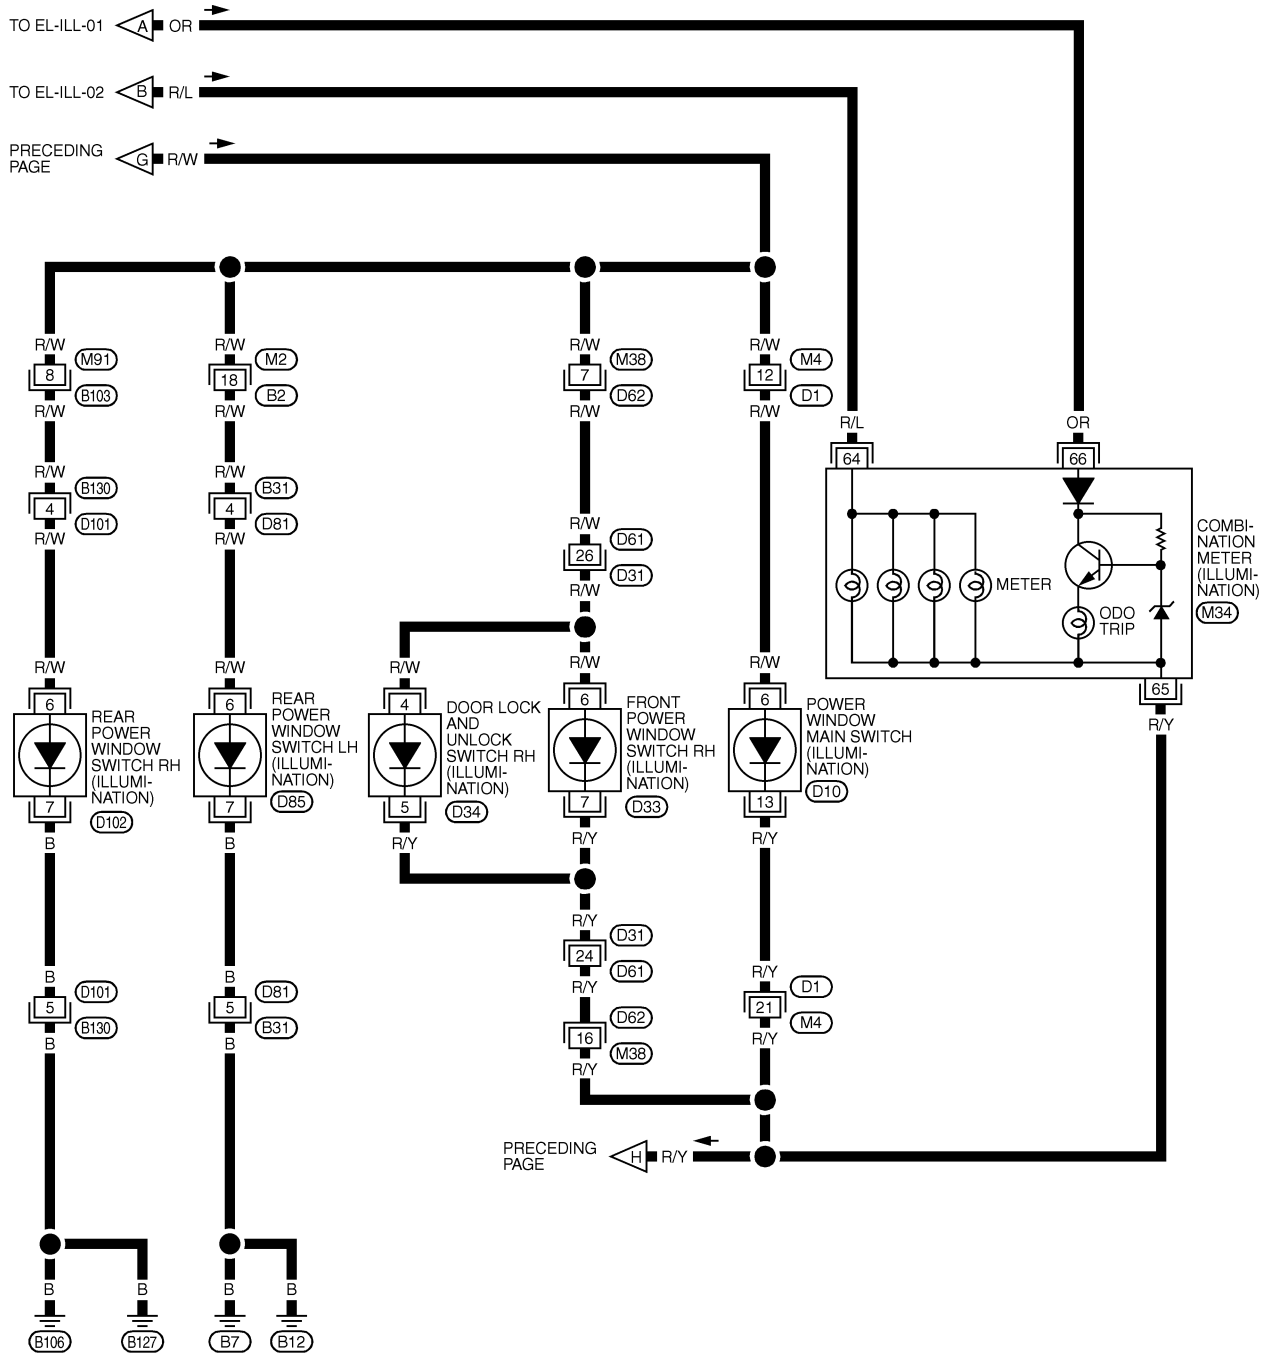 TO EL-ILL-01 A OR
TO EL-ILL-02 B R/L
PRECEDING
PAGE
G R/W
R/W R/W R/W R/W
M91 M2 M38 M4
8 18 7 12
B103 B2 D62 D1
R/W R/W R/W R/W
R/L OR
64 66
R/W R/W
B130 B31
4 4
D101 D81
R/W R/W
R/W
D61
26
D31
R/W
METER
ODO
TRIP
COMBI-
NATION
METER
(ILLUMI-
NATION)
M34
65
R/Y
R/W R/W R/W R/W R/W
6 6 4 6 6
REAR
POWER
WINDOW
SWITCH RH
(ILLUMI-
NATION)
D102
REAR
POWER
WINDOW
SWITCH LH
(ILLUMI-
NATION)
D85
DOOR LOCK
AND
UNLOCK
SWITCH RH
(ILLUMI-
NATION)
D34
FRONT
POWER
WINDOW
SWITCH RH
(ILLUMI-
NATION)
D33
POWER
WINDOW
MAIN SWITCH
(ILLUMI-
NATION)
D10
7 7 5 7 13
B B R/Y R/Y R/Y
R/Y
D31
24
D61
R/Y
D62
16
M38
R/Y
R/Y
D1
21
M4
R/Y
B B
D101 D81
5 5
B130 B31
B B
PRECEDING
PAGE
H R/Y
B B B B
B106 B127 B7 B12